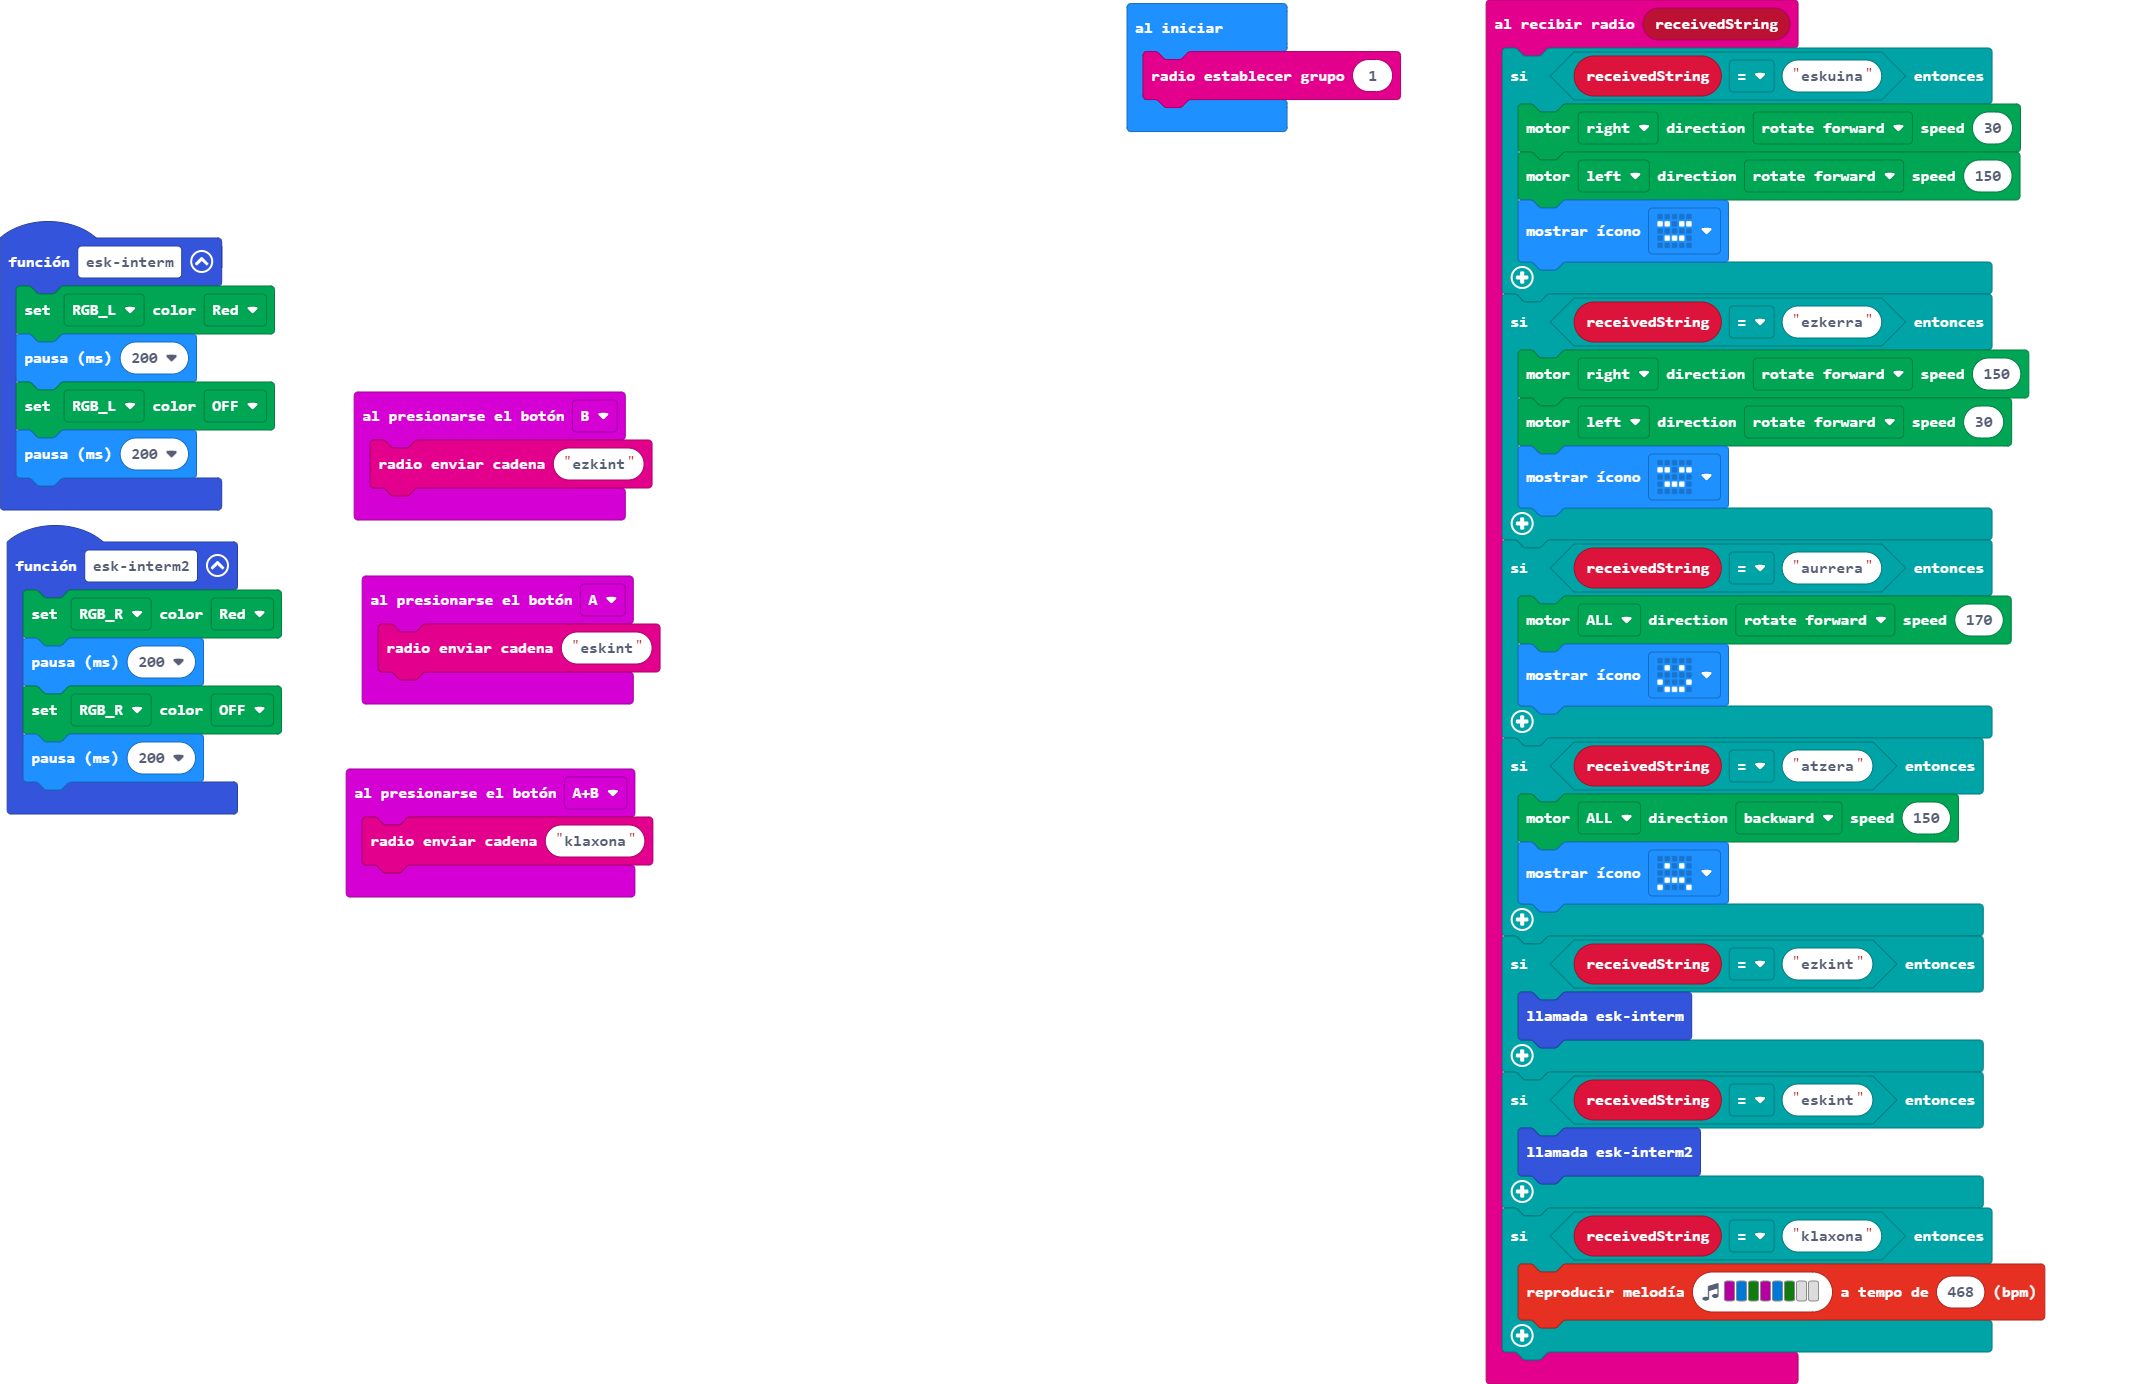 función esk-interm
set RGB_L color Red
pausa (ms) 200
set RGB_L color OFF
pausa (ms) 200
función esk-interm2
set RGB_R color Red
pausa (ms) 200
set RGB_R color OFF
pausa (ms) 200
al presionarse el botón B
radio enviar cadena "ezkint"
al presionarse el botón A
radio enviar cadena "eskint"
al presionarse el botón A+B
radio enviar cadena "klaxona"
al iniciar
radio establecer grupo 1
al recibir radio receivedString
si receivedString = "eskuina" entonces
motor right direction rotate forward speed 30
motor left direction rotate forward speed 150
mostrar ícono
si receivedString = "ezkerra" entonces
motor right direction rotate forward speed 150
motor left direction rotate forward speed 30
mostrar ícono
si receivedString = "aurrera" entonces
motor ALL direction rotate forward speed 170
mostrar ícono
si receivedString = "atzera" entonces
motor ALL direction backward speed 150
mostrar ícono
si receivedString = "ezkint" entonces
llamada esk-interm
si receivedString = "eskint" entonces
llamada esk-interm2
si receivedString = "klaxona" entonces
reproducir melodía a tempo de 468 (bpm)